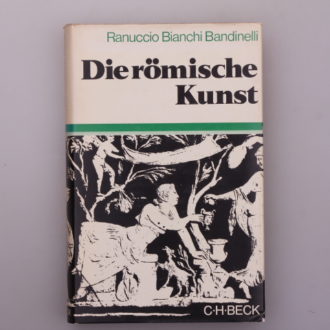 Ranuccio Bianchi Bandinelli
Die römische
Kunst
C·H·BECK